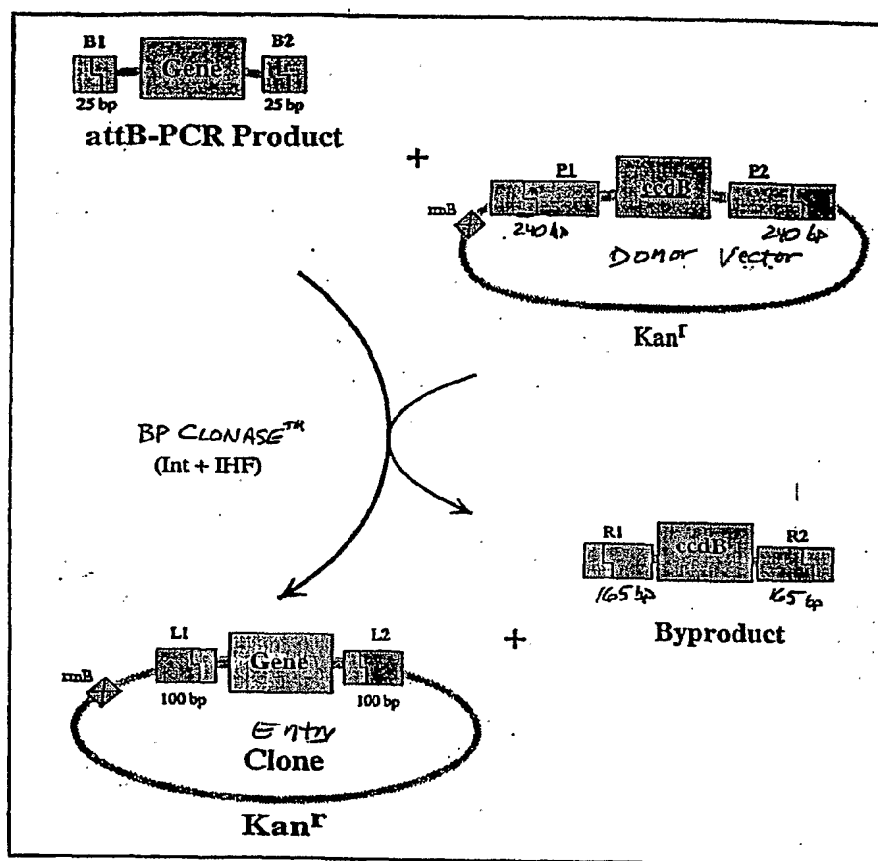 B1 B2
Gene
25 bp 25 bp
attB-PCR Product
+
P1 ccdB P2
rrnB
240 bp 240 bp
Donor Vector
Kanr
BP CLONASE™
(Int + IHF)
R1 ccdB R2
165 bp 165 bp
Byproduct
+
L1 L2
Gene
rrnB
100 bp 100 bp
Entry
Clone
Kanr